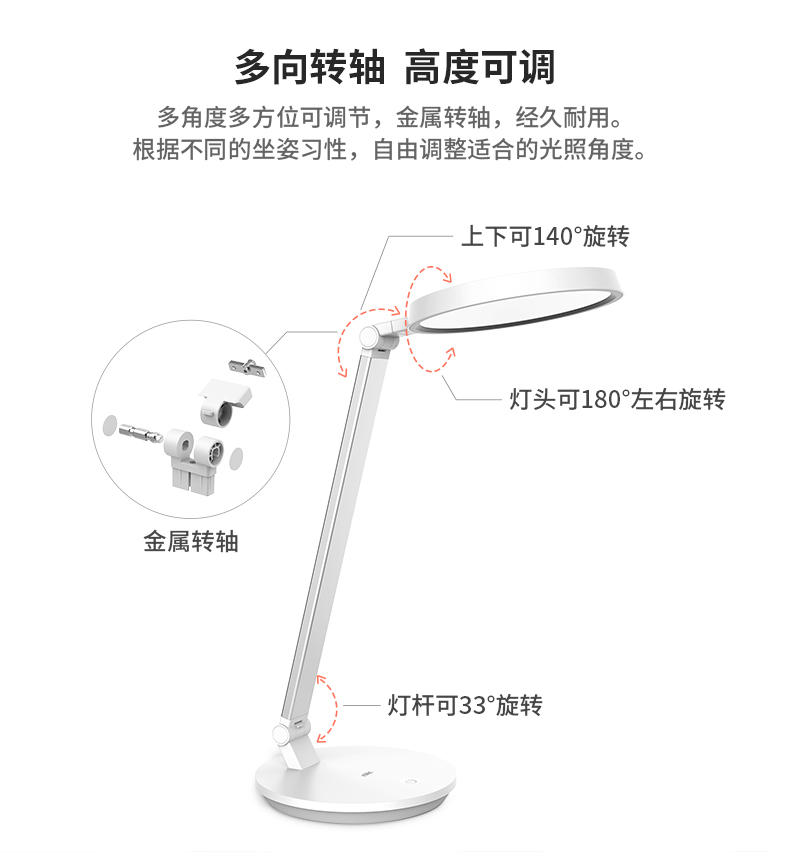 多向转轴 高度可调
多角度多方位可调节，金属转轴，经久耐用。
根据不同的坐姿习性，自由调整适合的光照角度。
上下可140°旋转
灯头可180°左右旋转
金属转轴
灯杆可33°旋转